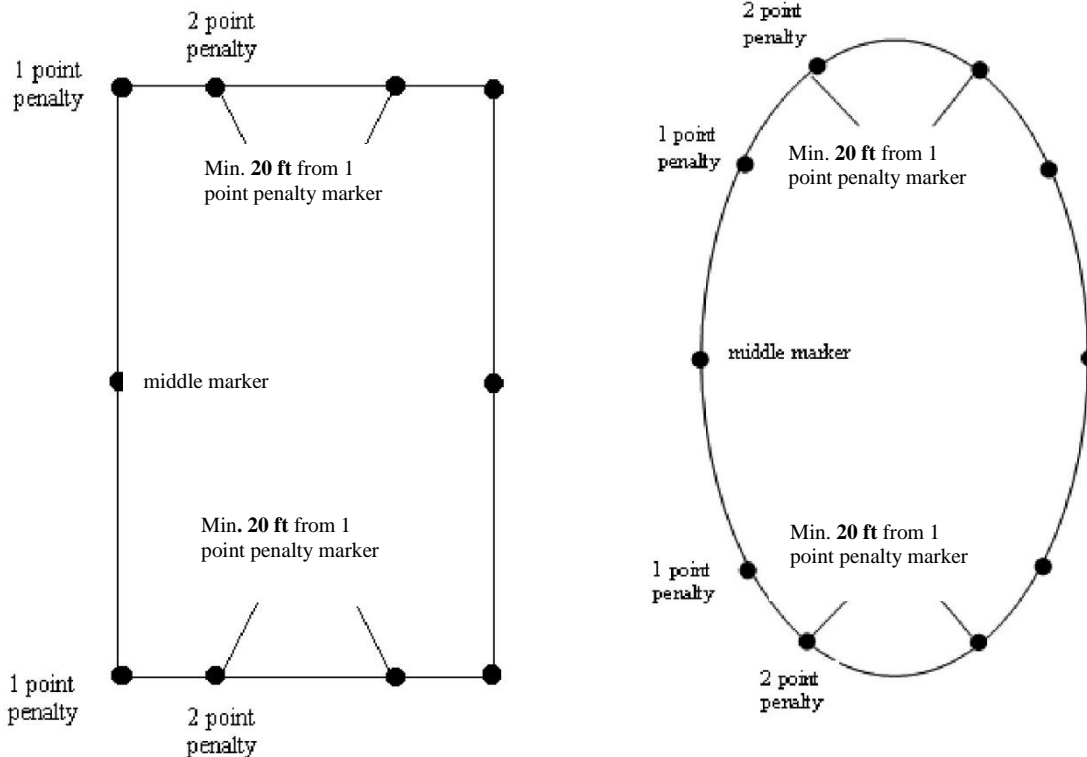 2 point
penalty
1 point
penalty
Min. 20 ft from 1
point penalty marker
middle marker
Min. 20 ft from 1
point penalty marker
1 point
penalty
2 point
penalty
2 point
penalty
1 point
penalty
Min. 20 ft from 1
point penalty marker
middle marker
Min. 20 ft from 1
point penalty marker
1 point
penalty
2 point
penalty